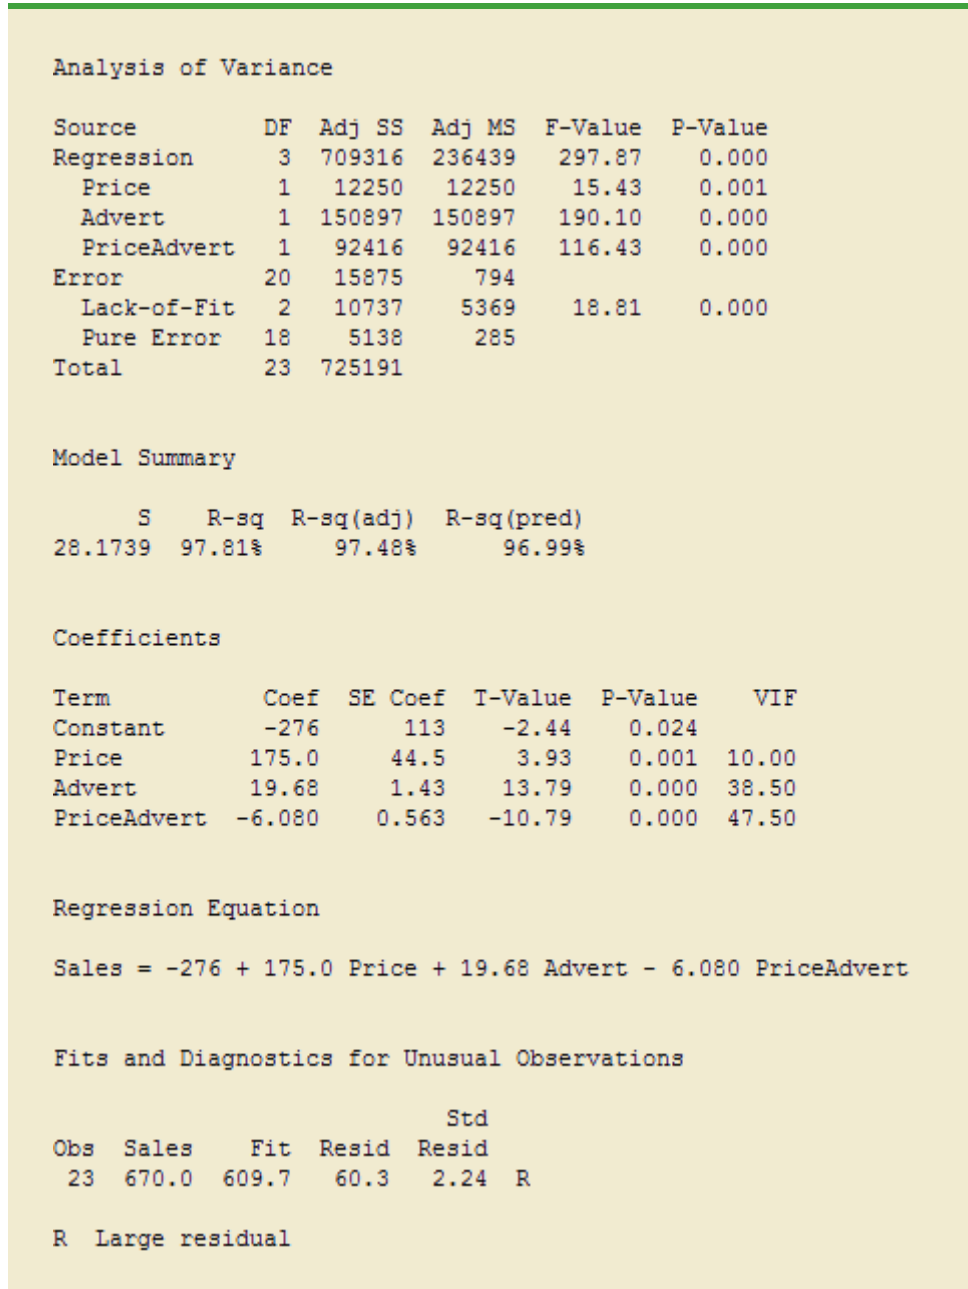 Analysis of Variance
Source DF Adj SS Adj MS F-Value P-Value
Regression 3 709316 236439 297.87 0.000
Price 1 12250 12250 15.43 0.001
Advert 1 150897 150897 190.10 0.000
PriceAdvert 1 92416 92416 116.43 0.000
Error 20 15875 794
Lack-of-Fit 2 10737 5369 18.81 0.000
Pure Error 18 5138 285
Total 23 725191
Model Summary
S R-sq R-sq(adj) R-sq(pred)
28.1739 97.81% 97.48% 96.99%
Coefficients
Term Coef SE Coef T-Value P-Value VIF
Constant -276 113 -2.44 0.024
Price 175.0 44.5 3.93 0.001 10.00
Advert 19.68 1.43 13.79 0.000 38.50
PriceAdvert -6.080 0.563 -10.79 0.000 47.50
Regression Equation
Sales = -276 + 175.0 Price + 19.68 Advert - 6.080 PriceAdvert
Fits and Diagnostics for Unusual Observations
Std
Obs Sales Fit Resid Resid
23 670.0 609.7 60.3 2.24 R
R Large residual